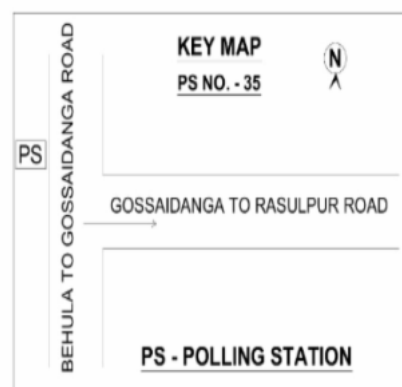 KEY MAP
PS NO. - 35
N
PS
BEHULA TO GOSSAIDANGA ROAD
GOSSAIDANGA TO RASULPUR ROAD
PS - POLLING STATION